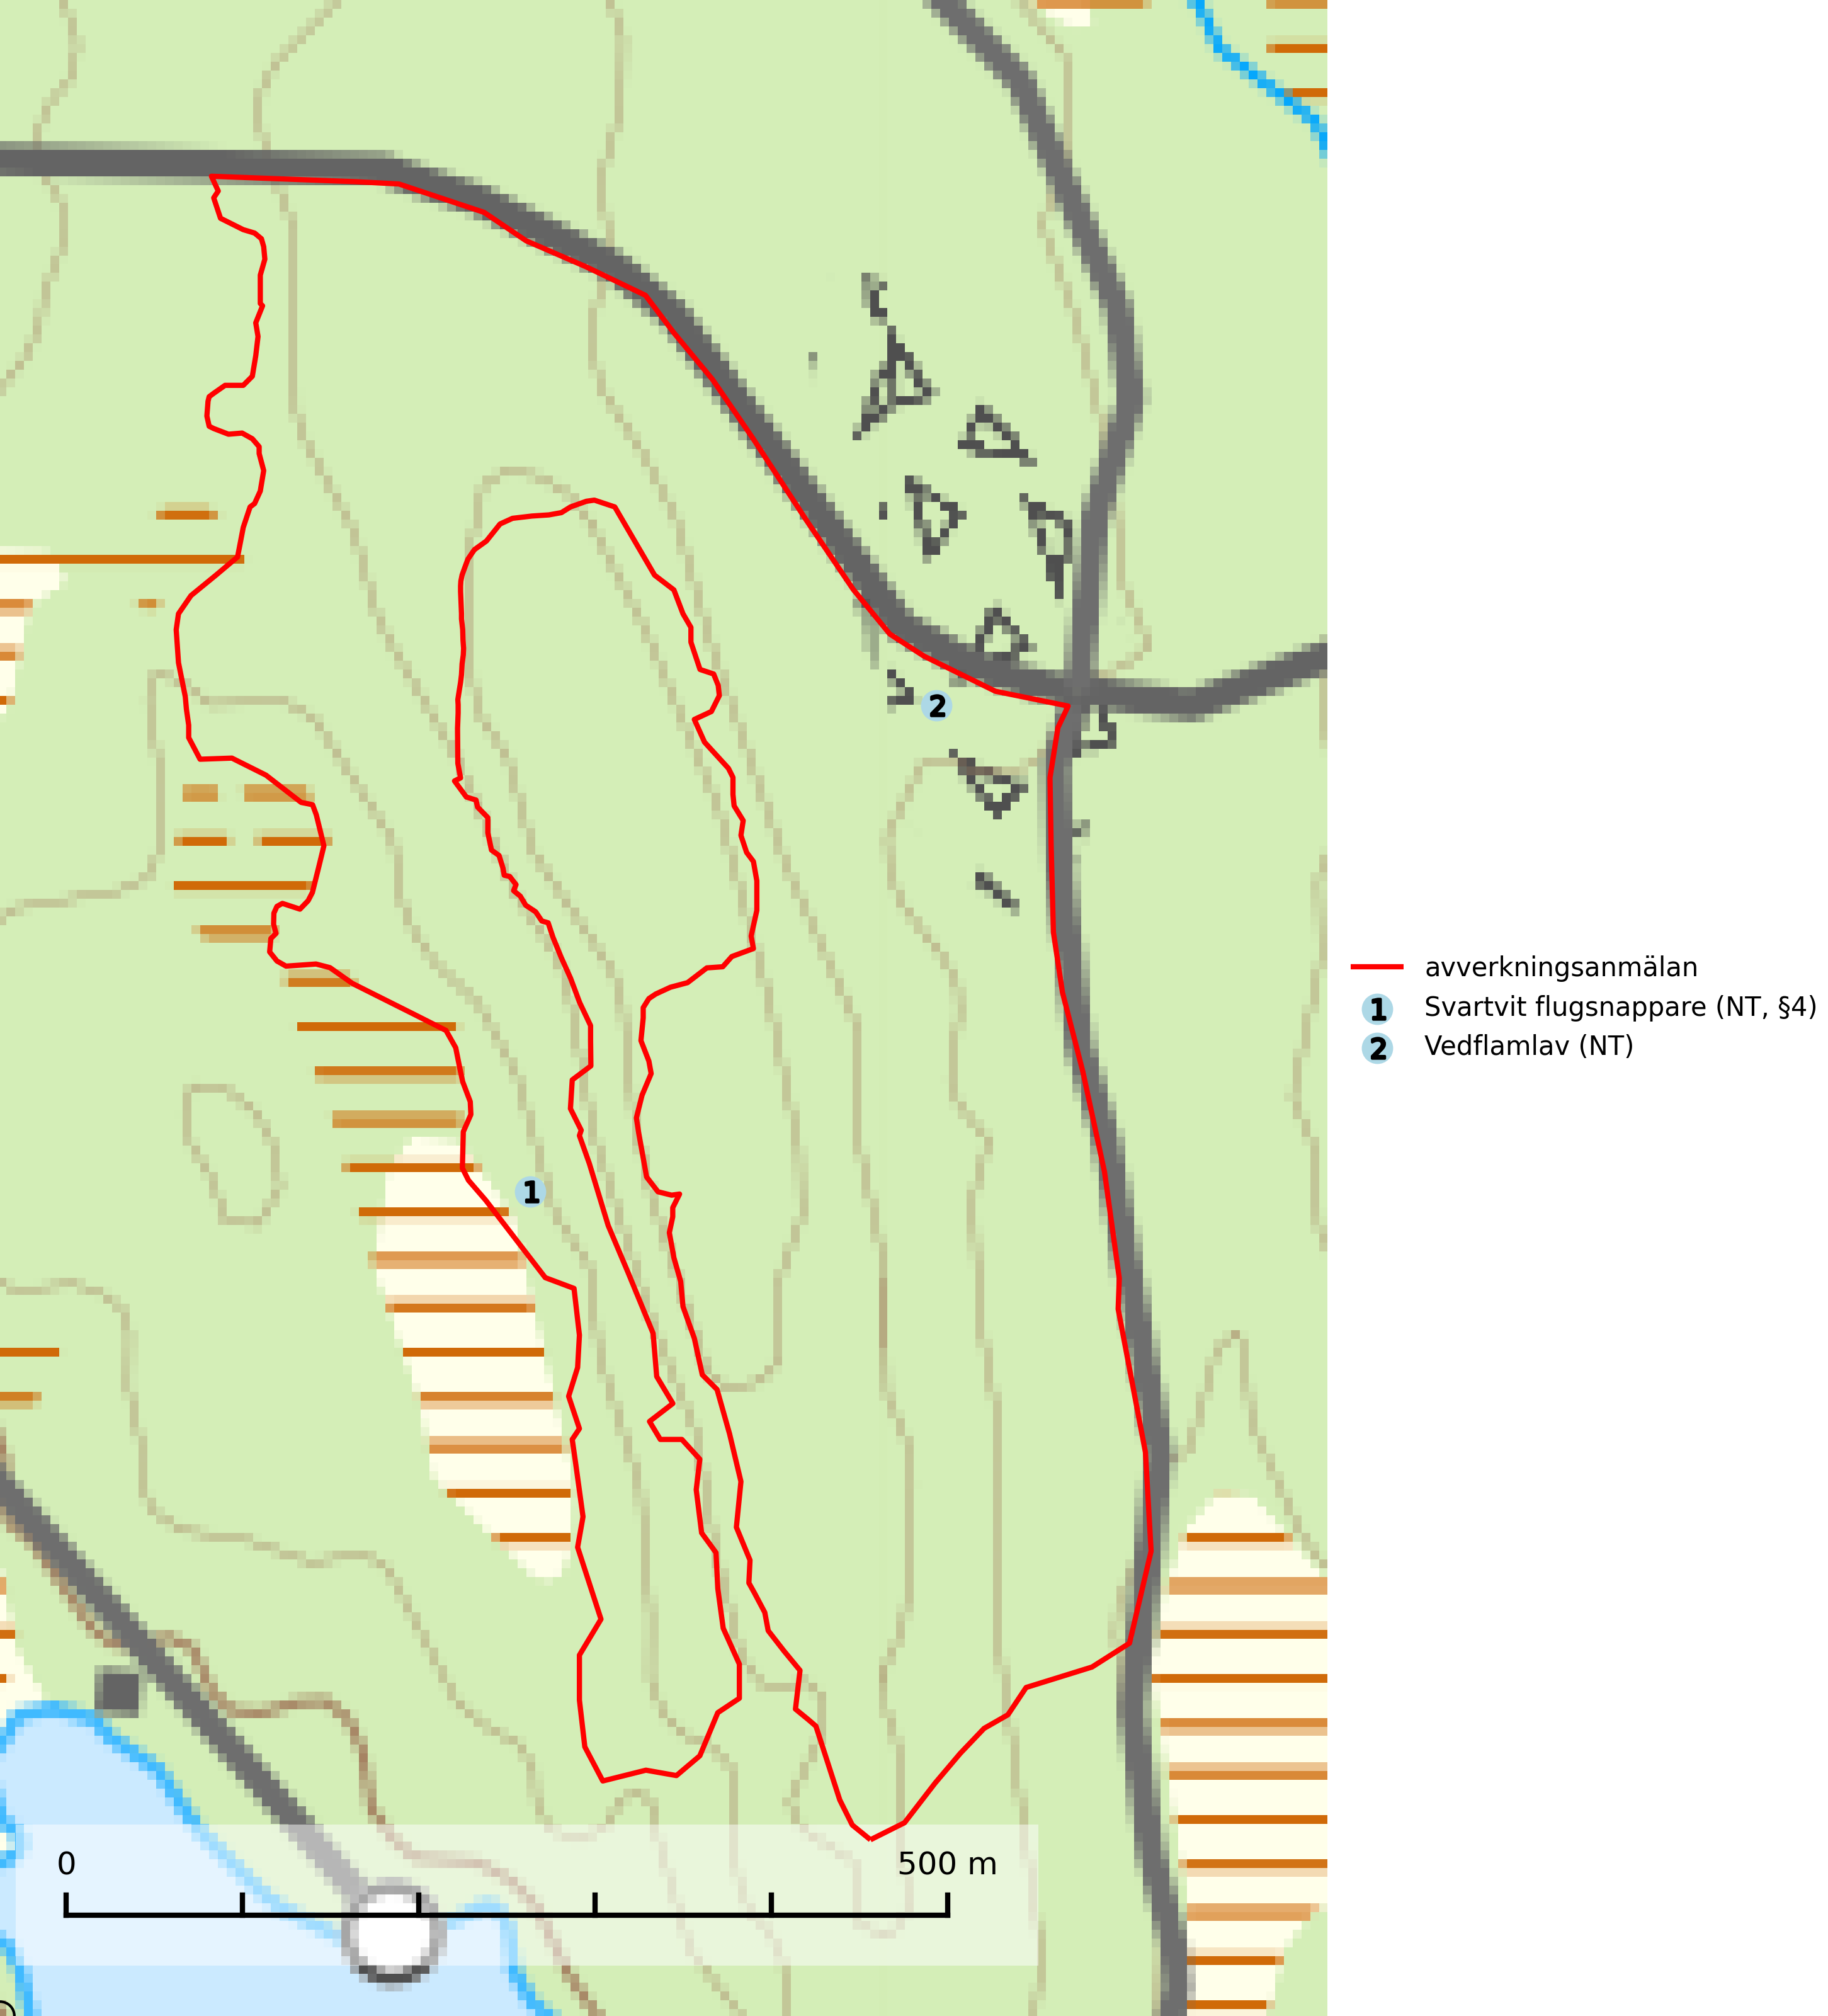 2
avverkningsanmälan
1 Svartvit flugsnappare (NT, §4)
2 Vedflamlav (NT)
1
0 500 m